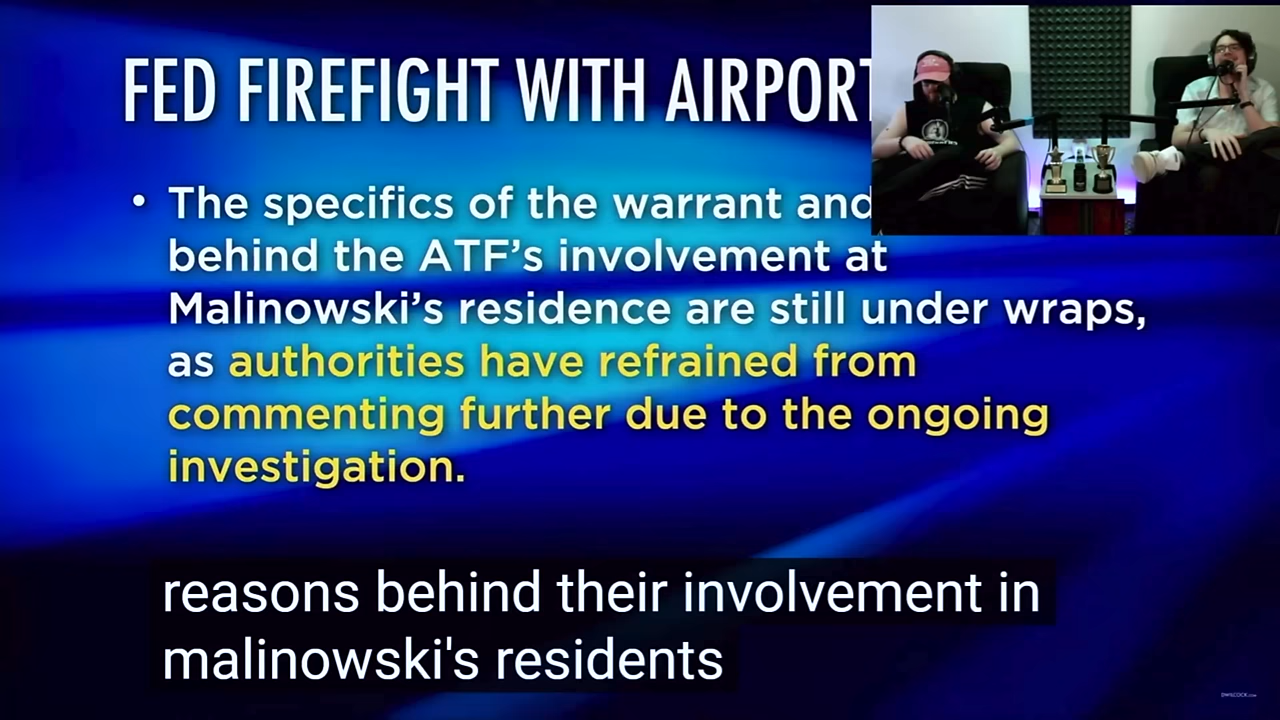 FED FIREFIGHT WITH AIRPORT
• The specifics of the warrant and
behind the ATF’s involvement at
Malinowski’s residence are still under wraps,
as authorities have refrained from
commenting further due to the ongoing
investigation.
reasons behind their involvement in
malinowski's residents